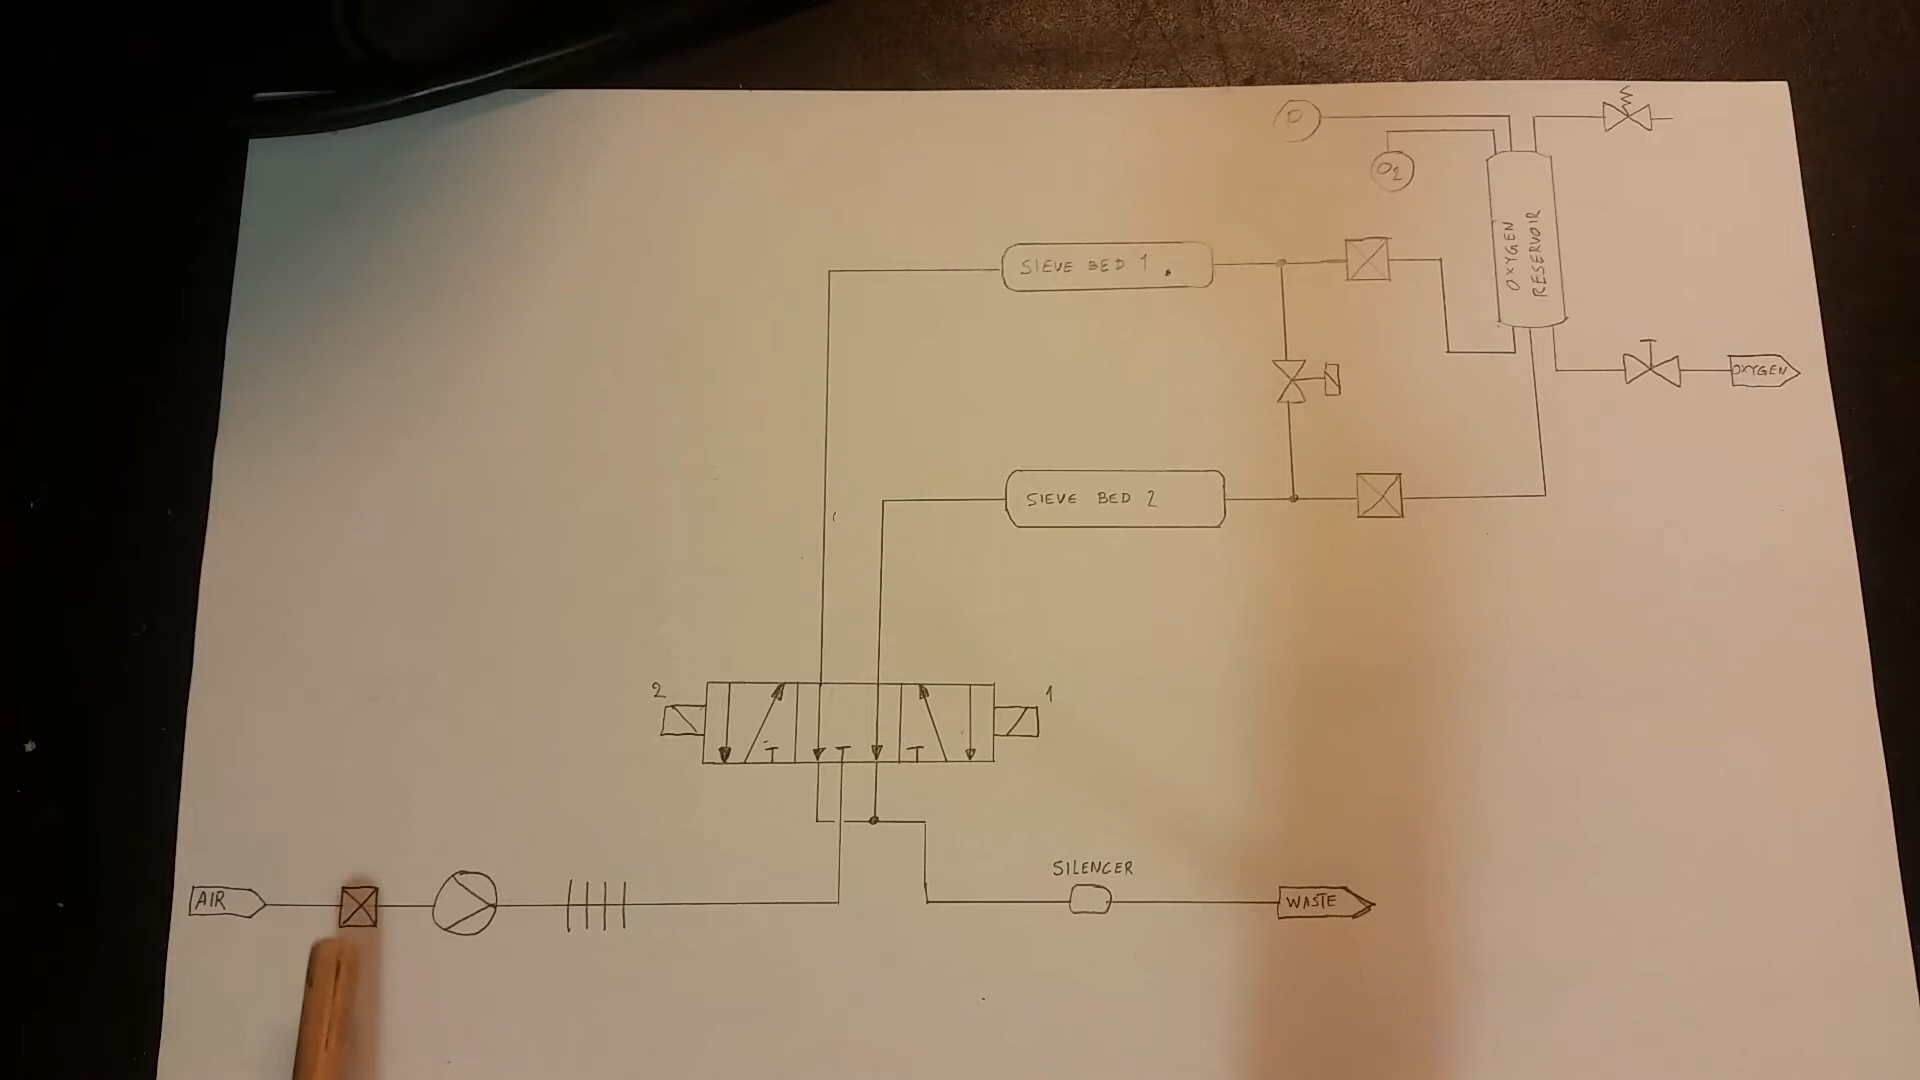 P
O2
OXYGEN
RESERVOIR
SIEVE BED 1
OXYGEN
SIEVE BED 2
2
1
SILENCER
AIR
WASTE